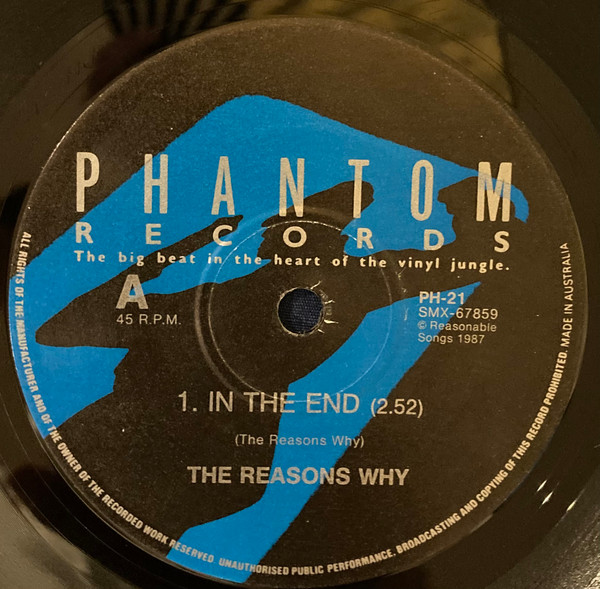 PHANTOM
RECORDS
The big beat in the heart of the vinyl jungle.
A
45 R.P.M.
PH-21
SMX-67859
© Reasonable
Songs 1987
1. IN THE END (2.52)
(The Reasons Why)
THE REASONS WHY
ALL RIGHTS OF THE MANUFACTURER AND OF THE OWNER OF THE RECORDED WORK RESERVED. UNAUTHORISED PUBLIC PERFORMANCE, BROADCASTING AND COPYING OF THIS RECORD PROHIBITED. MADE IN AUSTRALIA